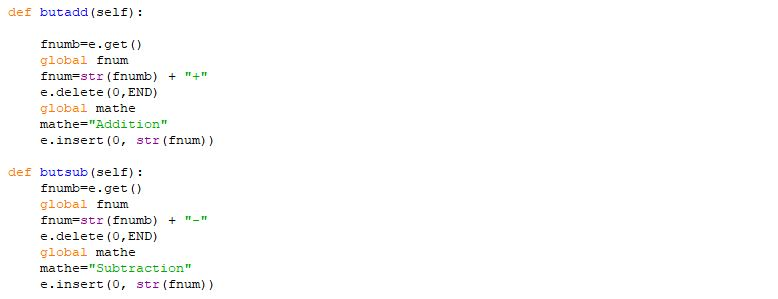 def butadd(self):
fnumb=e.get()
global fnum
fnum=str(fnumb) + "+"
e.delete(0,END)
global mathe
mathe="Addition"
e.insert(0, str(fnum))
def butsub(self):
fnumb=e.get()
global fnum
fnum=str(fnumb) + "-"
e.delete(0,END)
global mathe
mathe="Subtraction"
e.insert(0, str(fnum))